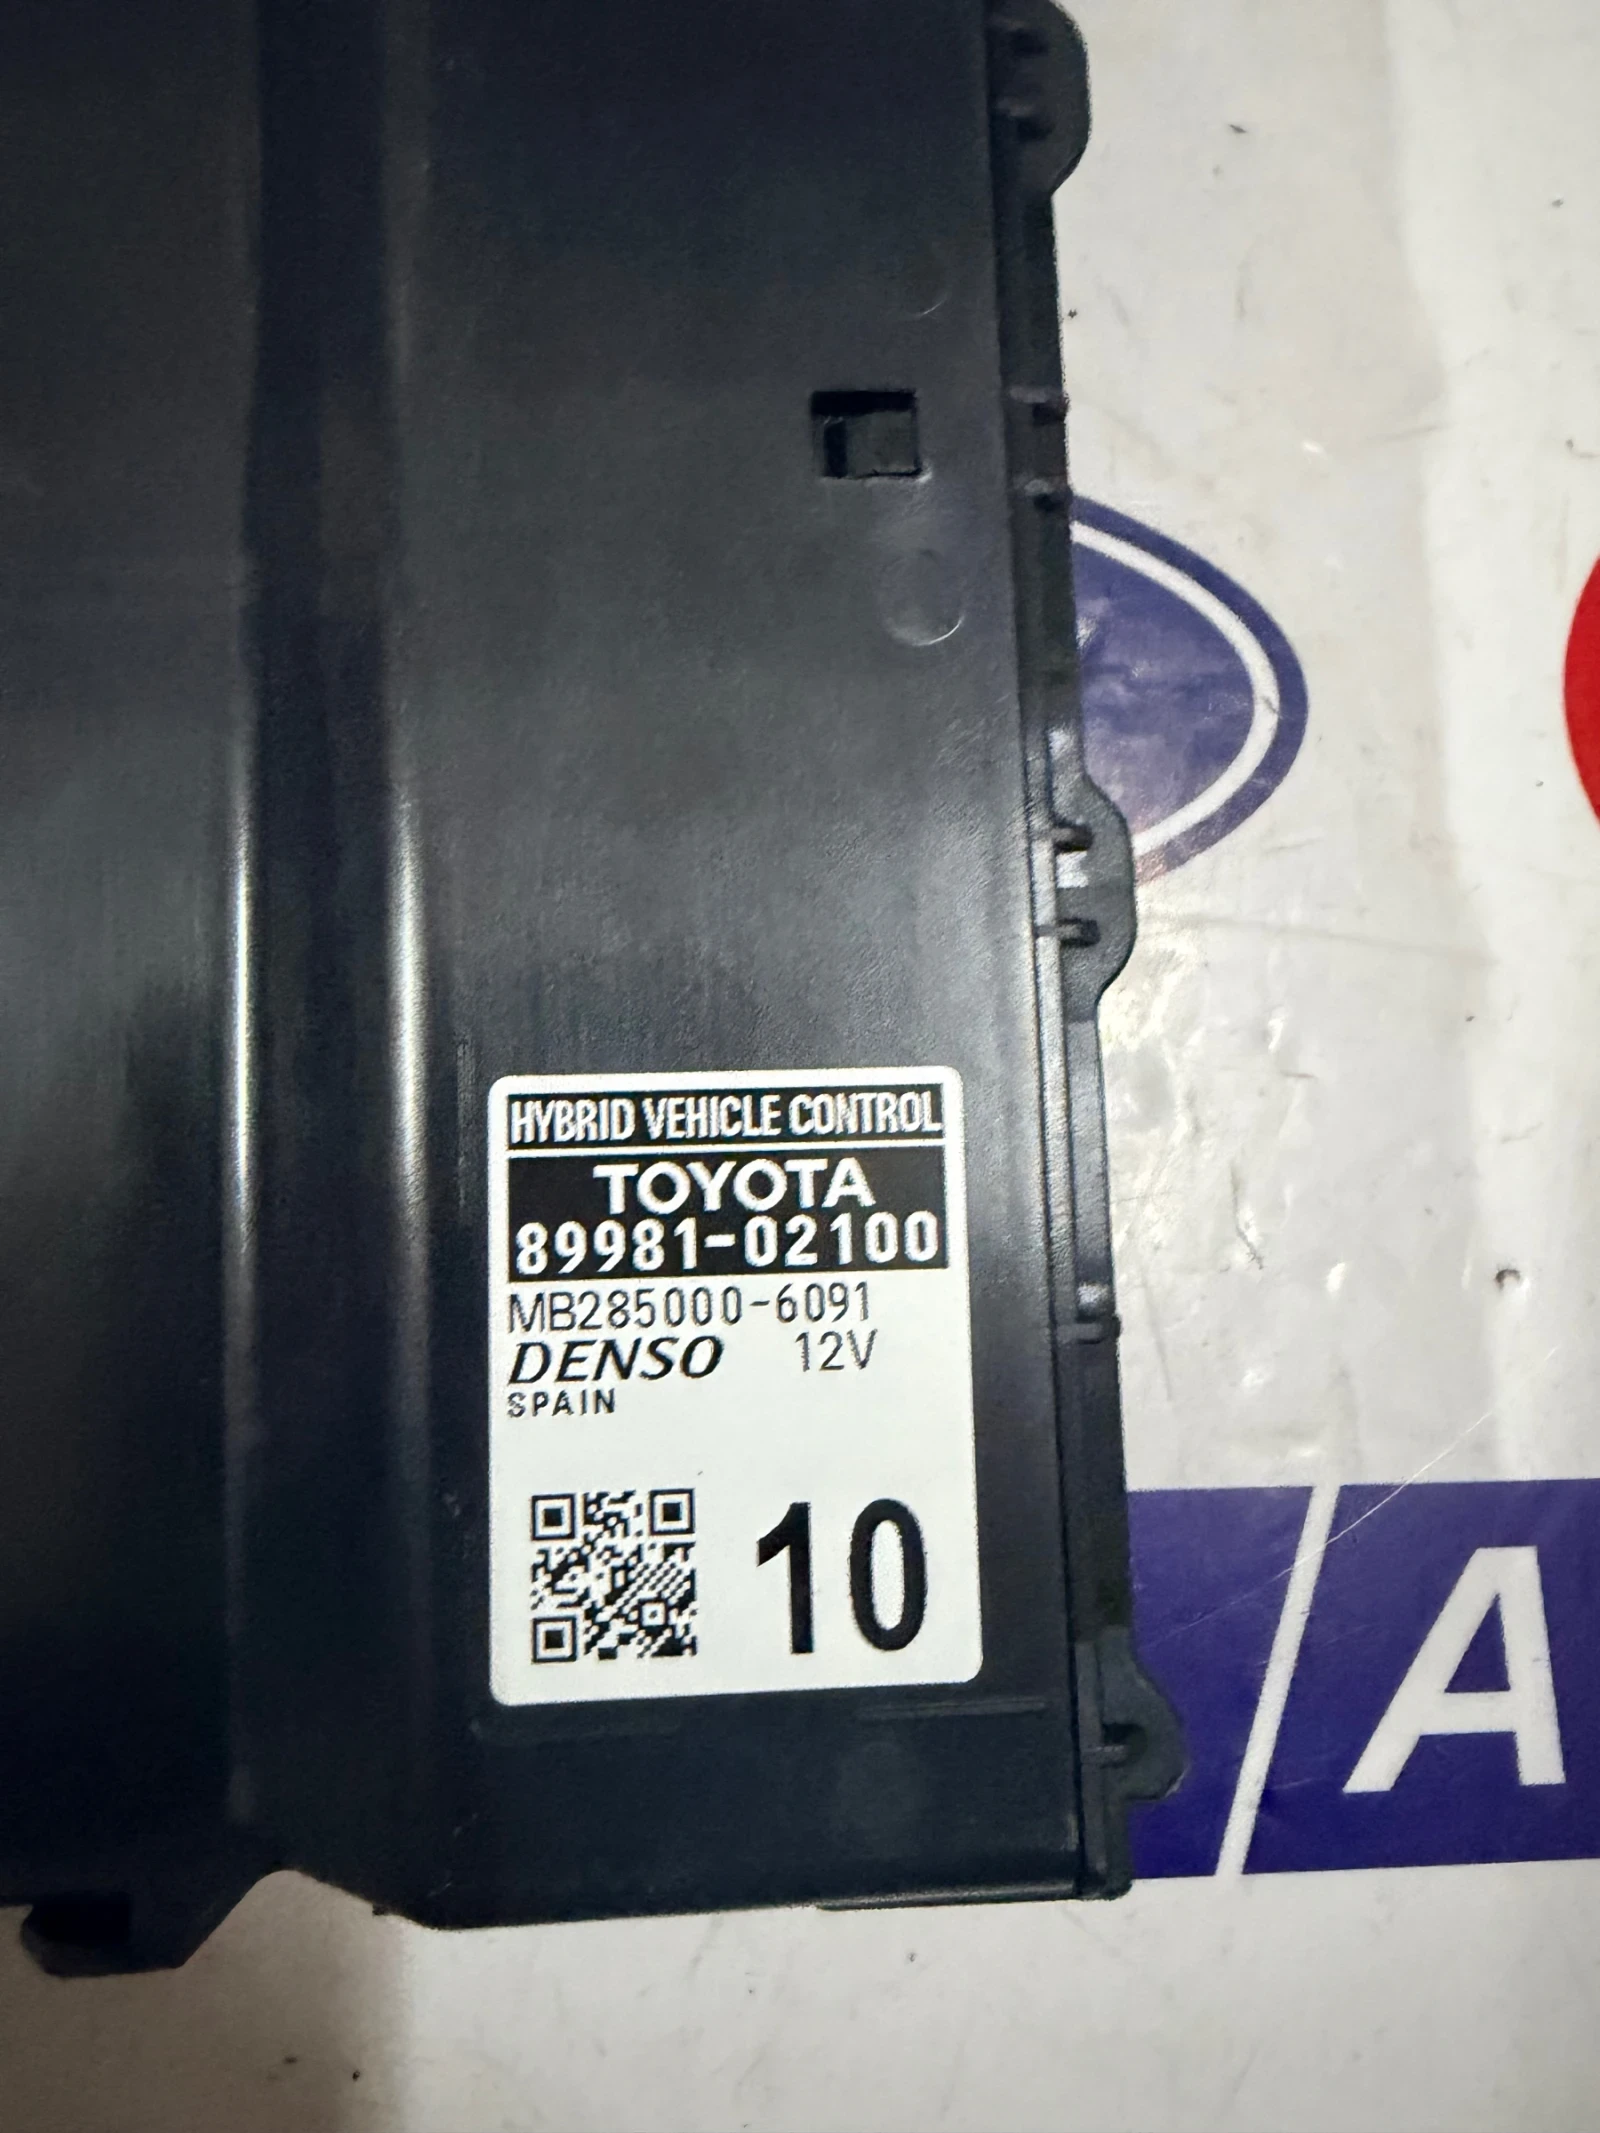 HYBRID VEHICLE CONTROL
TOYOTA
89981-02100
MB285000-6091
DENSO 12V
SPAIN
10
A